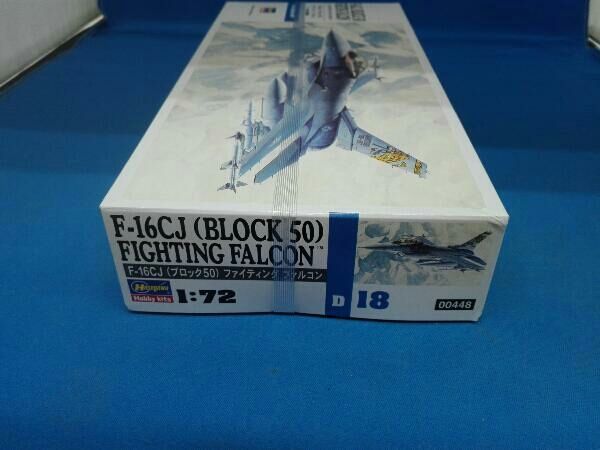 F-16CJ (BLOCK 50)
FIGHTING FALCON™
F-16CJ (ブロック50) ファイティングファルコン
Hasegawa
Hobby kits
1:72
D 18
00448